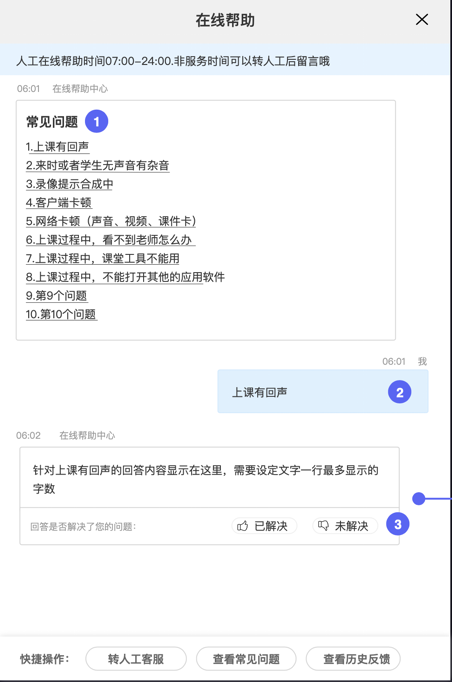 在线帮助
人工在线帮助时间07:00-24:00.非服务时间可以转人工后留言哦
06:01 在线帮助中心
常见问题 1
1.上课有回声
2.来时或者学生无声音有杂音
3.录像提示合成中
4.客户端卡顿
5.网络卡顿（声音、视频、课件卡）
6.上课过程中，看不到老师怎么办
7.上课过程中，课堂工具不能用
8.上课过程中，不能打开其他的应用软件
9.第9个问题
10.第10个问题
06:01 我
上课有回声 2
06:02 在线帮助中心
针对上课有回声的回答内容显示在这里，需要设定文字一行最多显示的
字数
回答是否解决了您的问题: 已解决 未解决 3
快捷操作: 转人工客服 查看常见问题 查看历史反馈